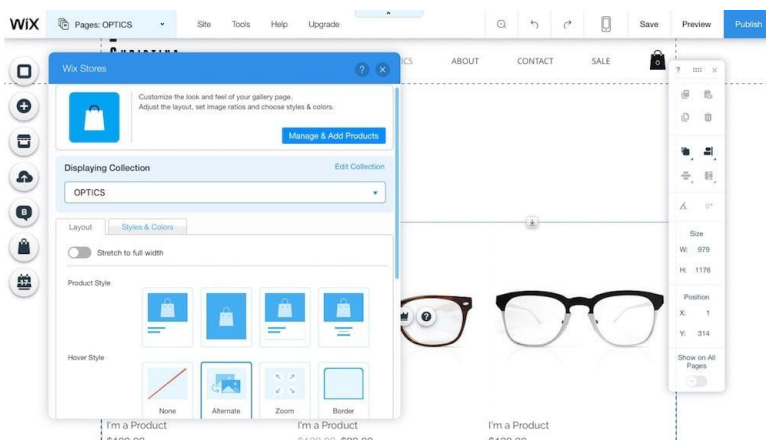 WiX Pages: OPTICS Site Tools Help Upgrade Save Preview Publish
ICS ABOUT CONTACT SALE 0
Wix Stores ? ×
Customize the look and feel of your gallery page.
Adjust the layout, set image ratios and choose styles & colors.
Manage & Add Products
Displaying Collection Edit Collection
OPTICS
Layout Styles & Colors
Stretch to full width
Product Style
Hover Style
None Alternate Zoom Border
I'm a Product I'm a Product I'm a Product
? ×
0°
Size
W: 979
H: 1176
Position
X: 1
Y: 314
Show on All
Pages